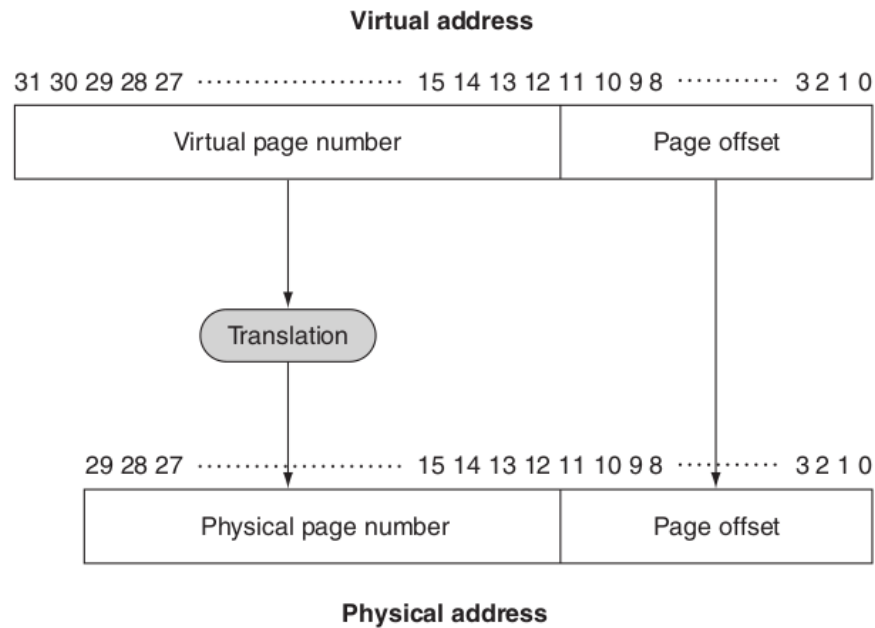 Virtual address
31 30 29 28 27 ····················· 15 14 13 12 11 10 9 8 ··········· 3 2 1 0
Virtual page number Page offset
Translation
29 28 27 ····················· 15 14 13 12 11 10 9 8 ··········· 3 2 1 0
Physical page number Page offset
Physical address